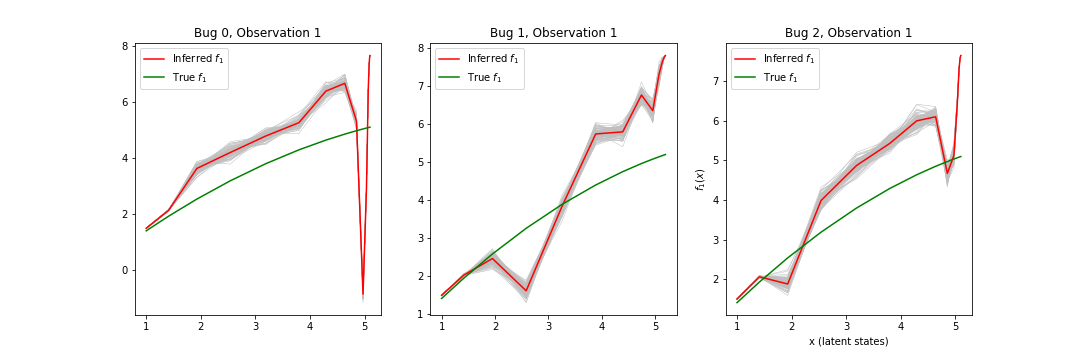 Bug 0, Observation 1
Inferred f₁
True f₁
8
6
4
2
0
1 2 3 4 5
Bug 1, Observation 1
Inferred f₁
True f₁
8
7
6
5
4
3
2
1
1 2 3 4 5
Bug 2, Observation 1
Inferred f₁
True f₁
f₁(x)
7
6
5
4
3
2
1 2 3 4 5
x (latent states)